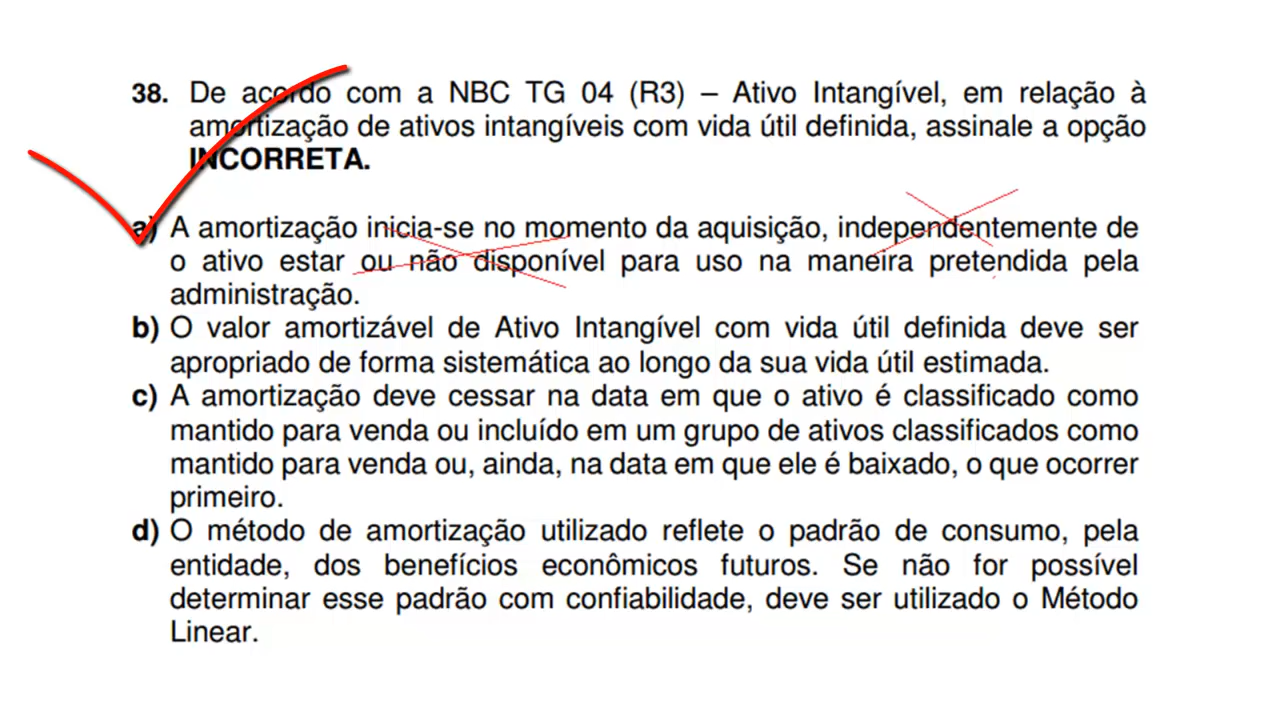 38. De acordo com a NBC TG 04 (R3) – Ativo Intangível, em relação à
amortização de ativos intangíveis com vida útil definida, assinale a opção
INCORRETA.
a) A amortização inicia-se no momento da aquisição, independentemente de
o ativo estar ou não disponível para uso na maneira pretendida pela
administração.
b) O valor amortizável de Ativo Intangível com vida útil definida deve ser
apropriado de forma sistemática ao longo da sua vida útil estimada.
c) A amortização deve cessar na data em que o ativo é classificado como
mantido para venda ou incluído em um grupo de ativos classificados como
mantido para venda ou, ainda, na data em que ele é baixado, o que ocorrer
primeiro.
d) O método de amortização utilizado reflete o padrão de consumo, pela
entidade, dos benefícios econômicos futuros. Se não for possível
determinar esse padrão com confiabilidade, deve ser utilizado o Método
Linear.